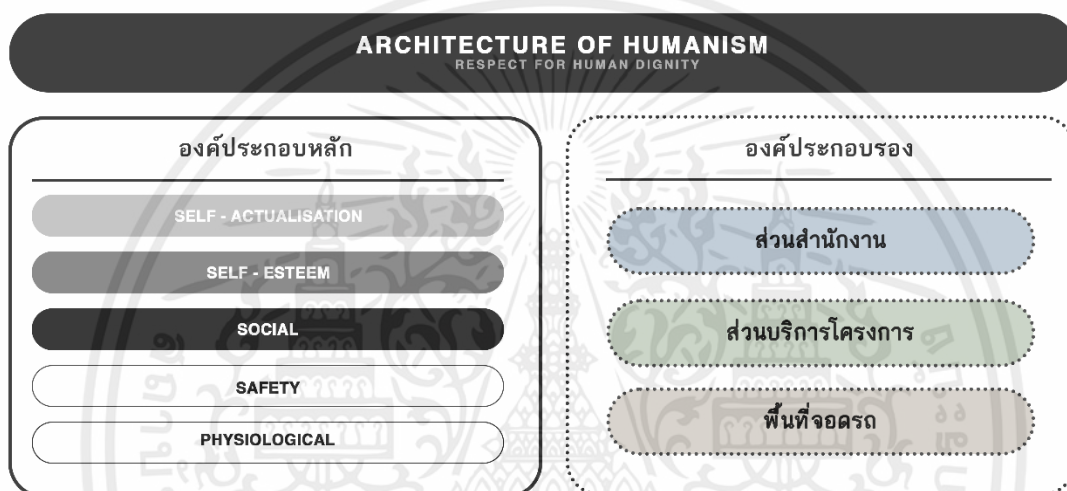 ARCHITECTURE OF HUMANISM
RESPECT FOR HUMAN DIGNITY
องค์ประกอบหลัก
SELF - ACTUALISATION
SELF - ESTEEM
SOCIAL
SAFETY
PHYSIOLOGICAL
องค์ประกอบรอง
ส่วนสำนักงาน
ส่วนบริการโครงการ
พื้นที่จอดรถ